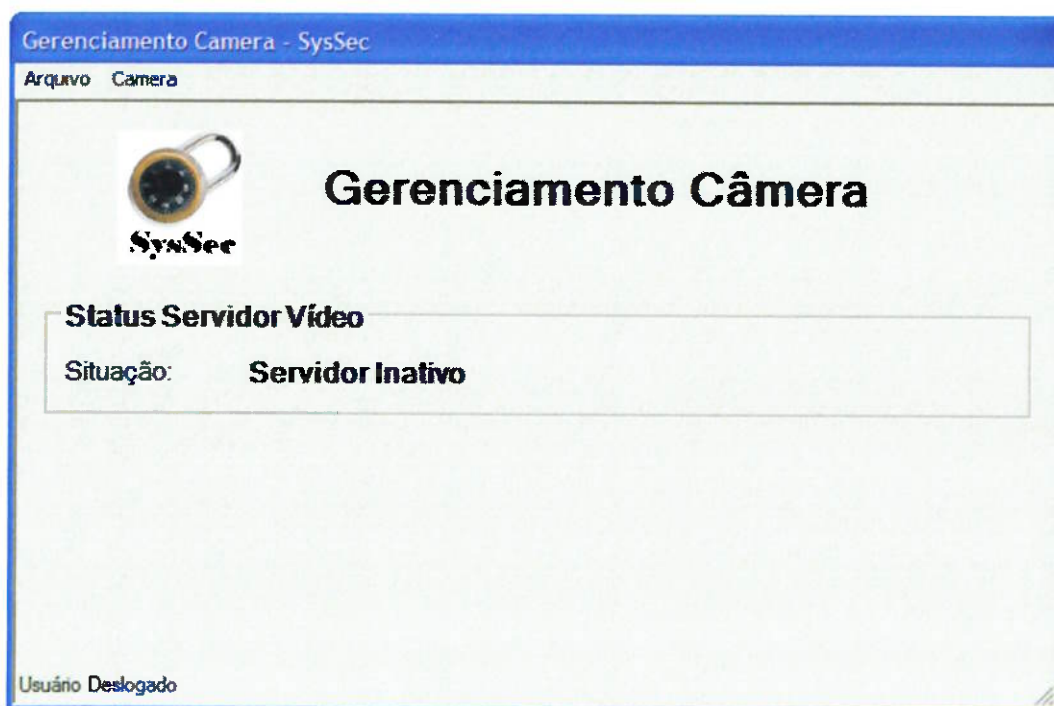 Gerenciamento Camera - SysSec
Arquivo Camera
Gerenciamento Câmera
SysSec
Status Servidor Vídeo
Situação: Servidor Inativo
Usuário Deslogado